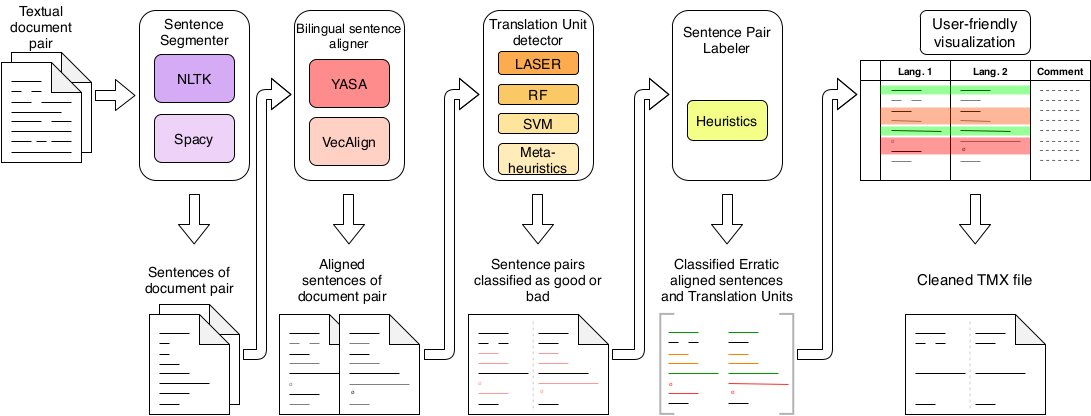 Textual
document
pair
Sentence
Segmenter
NLTK
Spacy
Bilingual sentence
aligner
YASA
VecAlign
Translation Unit
detector
LASER
RF
SVM
Meta-
heuristics
Sentence Pair
Labeler
Heuristics
User-friendly
visualization
Lang. 1 Lang. 2 Comment
Sentences of
document pair
Aligned
sentences of
document pair
Sentence pairs
classified as good or
bad
Classified Erratic
aligned sentences
and Translation Units
Cleaned TMX file